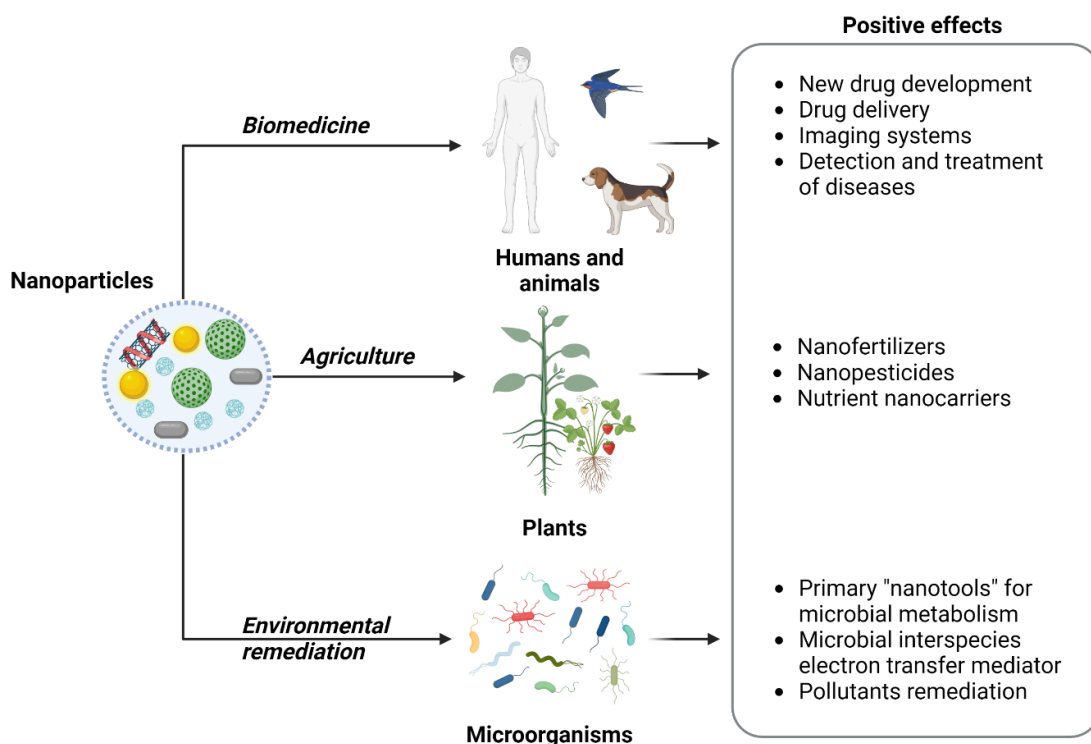 Positive effects
Nanoparticles
Biomedicine
Humans and
animals
• New drug development
• Drug delivery
• Imaging systems
• Detection and treatment
of diseases
Agriculture
Plants
• Nanofertilizers
• Nanopesticides
• Nutrient nanocarriers
Environmental
remediation
Microorganisms
• Primary "nanotools" for
microbial metabolism
• Microbial interspecies
electron transfer mediator
• Pollutants remediation